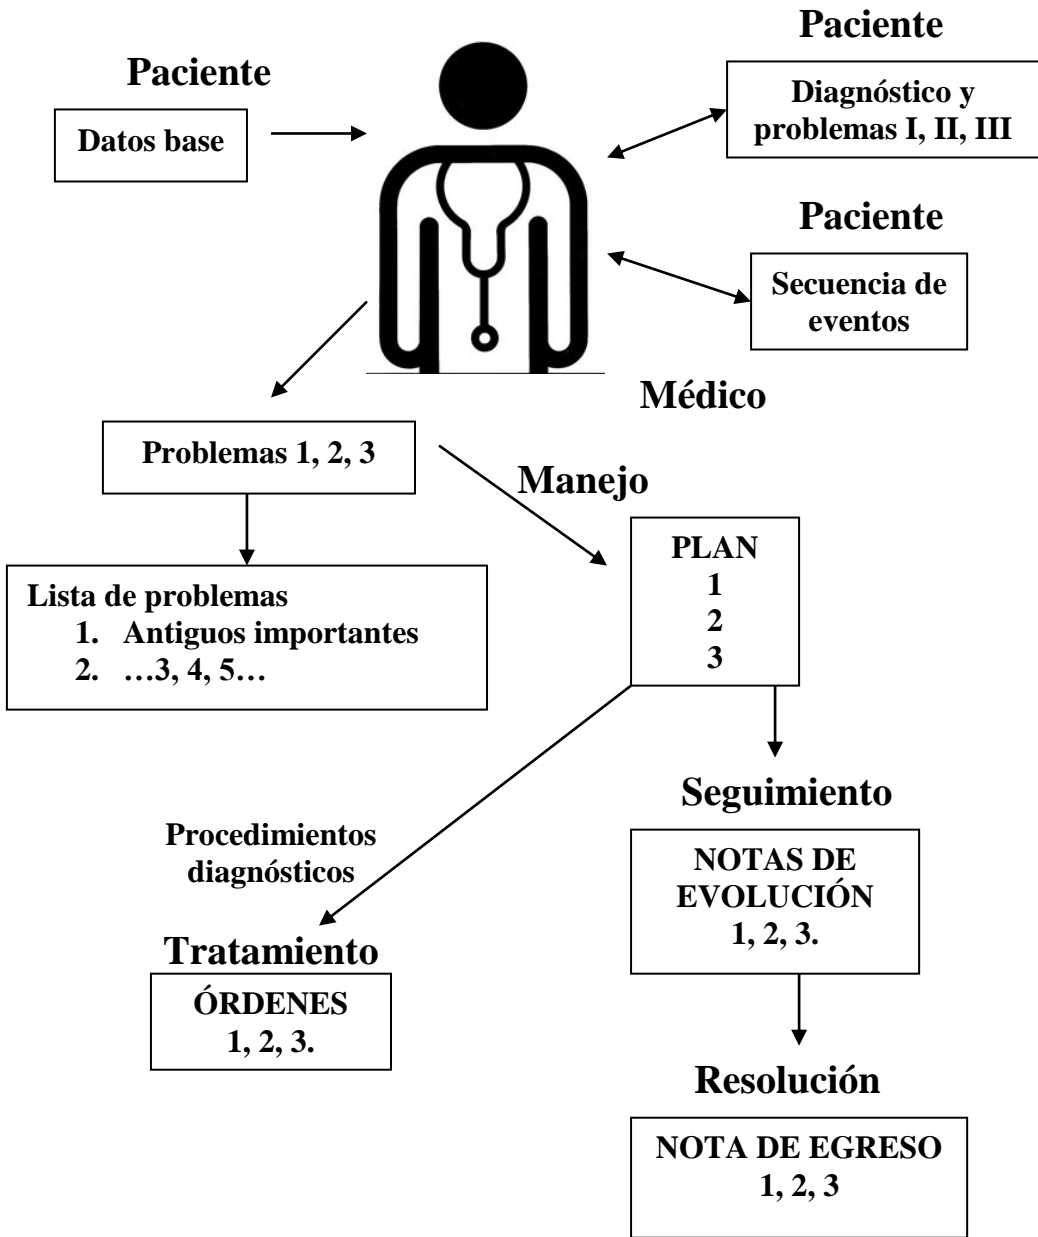 Paciente
Datos base
Paciente
Diagnóstico y
problemas I, II, III
Paciente
Secuencia de
eventos
Médico
Problemas 1, 2, 3
Manejo
Lista de problemas
1. Antiguos importantes
2. …3, 4, 5…
PLAN
1
2
3
Procedimientos
diagnósticos
Tratamiento
ÓRDENES
1, 2, 3.
Seguimiento
NOTAS DE
EVOLUCIÓN
1, 2, 3.
Resolución
NOTA DE EGRESO
1, 2, 3